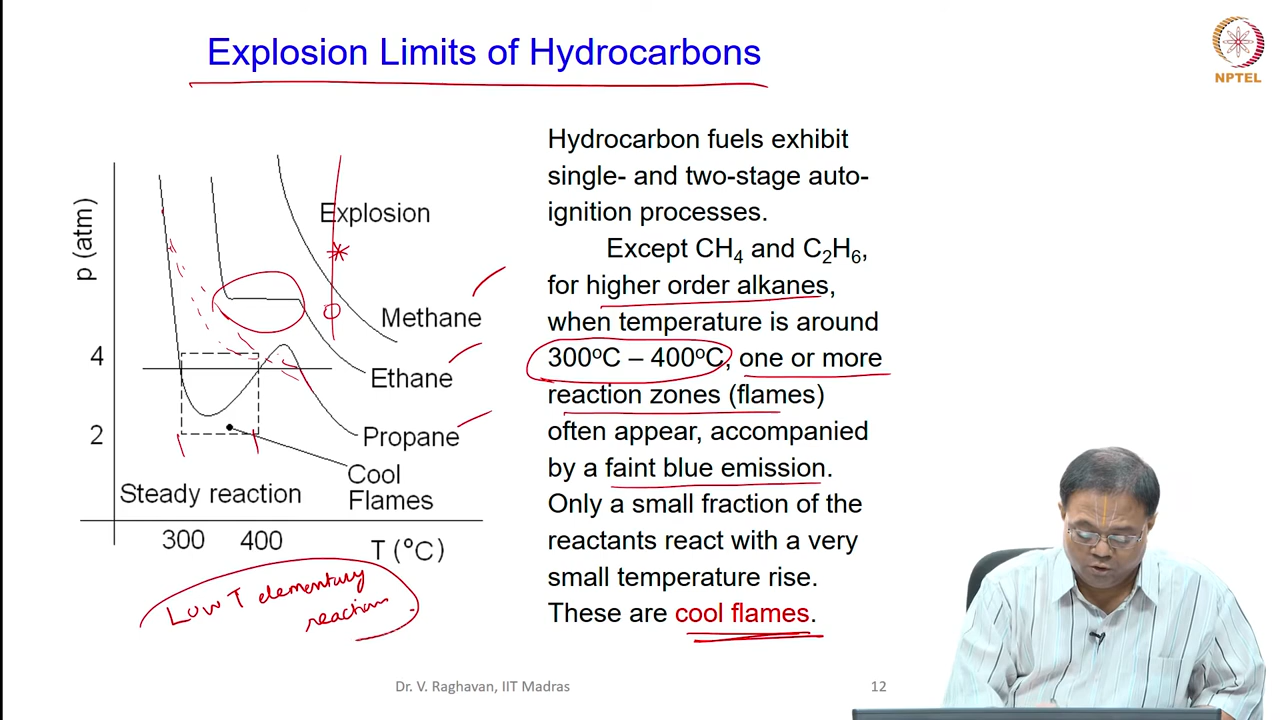 Explosion Limits of Hydrocarbons
NPTEL
p (atm)
4
2
Explosion
Methane
Ethane
Propane
Cool
Flames
Steady reaction
300 400
T (°C)
Low T elementary
reactions
Hydrocarbon fuels exhibit
single- and two-stage auto-
ignition processes.
Except CH₄ and C₂H₆,
for higher order alkanes,
when temperature is around
300°C – 400°C, one or more
reaction zones (flames)
often appear, accompanied
by a faint blue emission.
Only a small fraction of the
reactants react with a very
small temperature rise.
These are cool flames.
Dr. V. Raghavan, IIT Madras
12